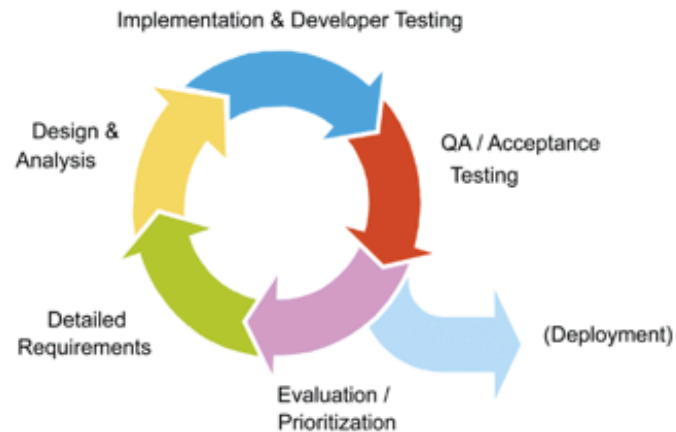 Implementation & Developer Testing
Design &
Analysis
QA / Acceptance
Testing
Detailed
Requirements
(Deployment)
Evaluation /
Prioritization